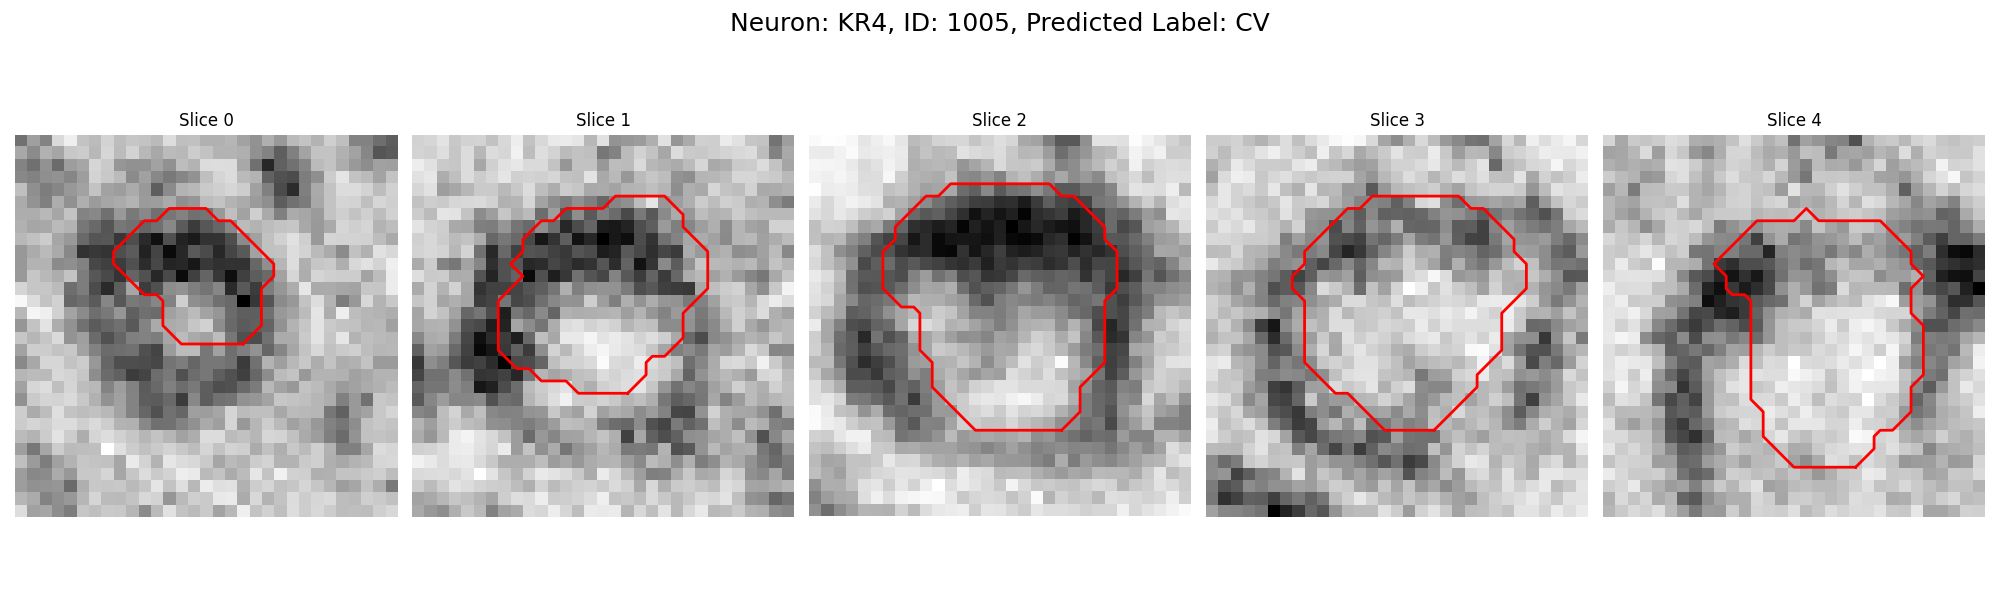 Neuron: KR4, ID: 1005, Predicted Label: CV
Slice 0
Slice 1
Slice 2
Slice 3
Slice 4